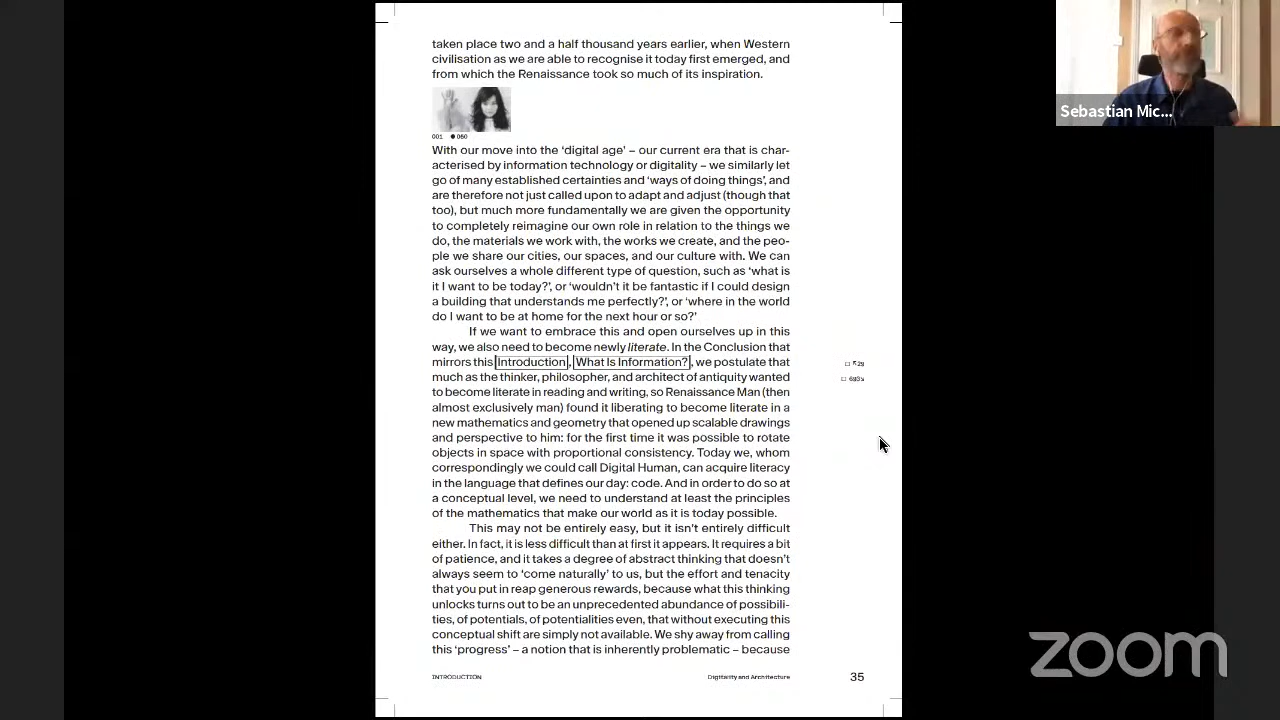 taken place two and a half thousand years earlier, when Western
civilisation as we are able to recognise it today first emerged, and
from which the Renaissance took so much of its inspiration.
001 ● 060
With our move into the ‘digital age’ – our current era that is char-
acterised by information technology or digitality – we similarly let
go of many established certainties and ‘ways of doing things’, and
are therefore not just called upon to adapt and adjust (though that
too), but much more fundamentally we are given the opportunity
to completely reimagine our own role in relation to the things we
do, the materials we work with, the works we create, and the peo-
ple we share our cities, our spaces, and our culture with. We can
ask ourselves a whole different type of question, such as ‘what is
it I want to be today?’, or ‘wouldn’t it be fantastic if I could design
a building that understands me perfectly?’, or ‘where in the world
do I want to be at home for the next hour or so?’
If we want to embrace this and open ourselves up in this
way, we also need to become newly literate. In the Conclusion that
mirrors this Introduction, What Is Information?, we postulate that
much as the thinker, philosopher, and architect of antiquity wanted
to become literate in reading and writing, so Renaissance Man (then
almost exclusively man) found it liberating to become literate in a
new mathematics and geometry that opened up scalable drawings
and perspective to him: for the first time it was possible to rotate
objects in space with proportional consistency. Today we, whom
correspondingly we could call Digital Human, can acquire literacy
in the language that defines our day: code. And in order to do so at
a conceptual level, we need to understand at least the principles
of the mathematics that make our world as it is today possible.
This may not be entirely easy, but it isn’t entirely difficult
either. In fact, it is less difficult than at first it appears. It requires a bit
of patience, and it takes a degree of abstract thinking that doesn’t
always seem to ‘come naturally’ to us, but the effort and tenacity
that you put in reap generous rewards, because what this thinking
unlocks turns out to be an unprecedented abundance of possibili-
ties, of potentials, of potentialities even, that without executing this
conceptual shift are simply not available. We shy away from calling
this ‘progress’ – a notion that is inherently problematic – because
INTRODUCTION
Digitality and Architecture
35
Sebastian Mic...
zoom